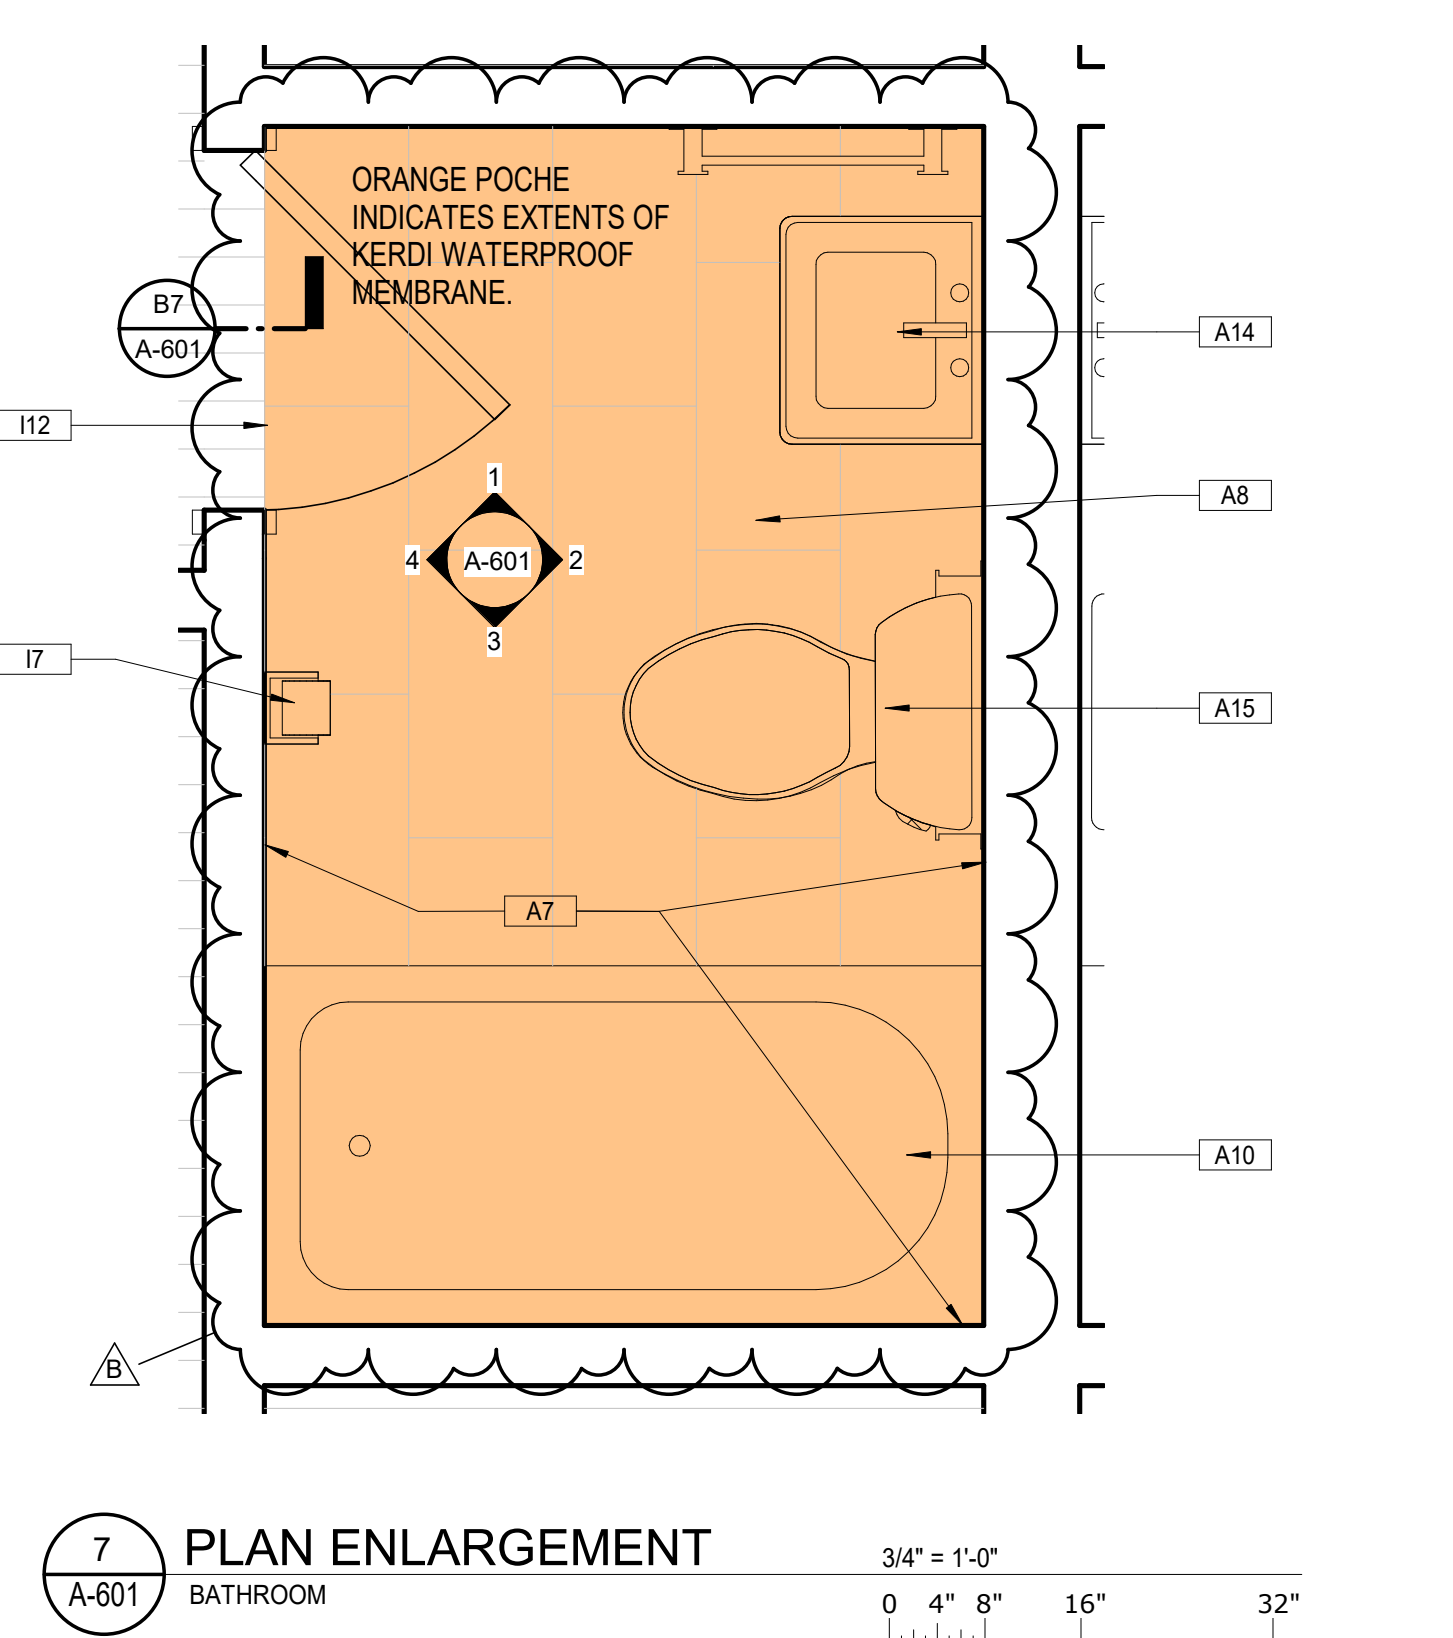 ORANGE POCHE
INDICATES EXTENTS OF
KERDI WATERPROOF
MEMBRANE.
B7
A-601
A14
I12
A8
1
4
A-601
2
3
I7
A15
A7
A10
B
7
A-601
PLAN ENLARGEMENT
BATHROOM
3/4" = 1'-0"
0 4" 8" 16" 32"